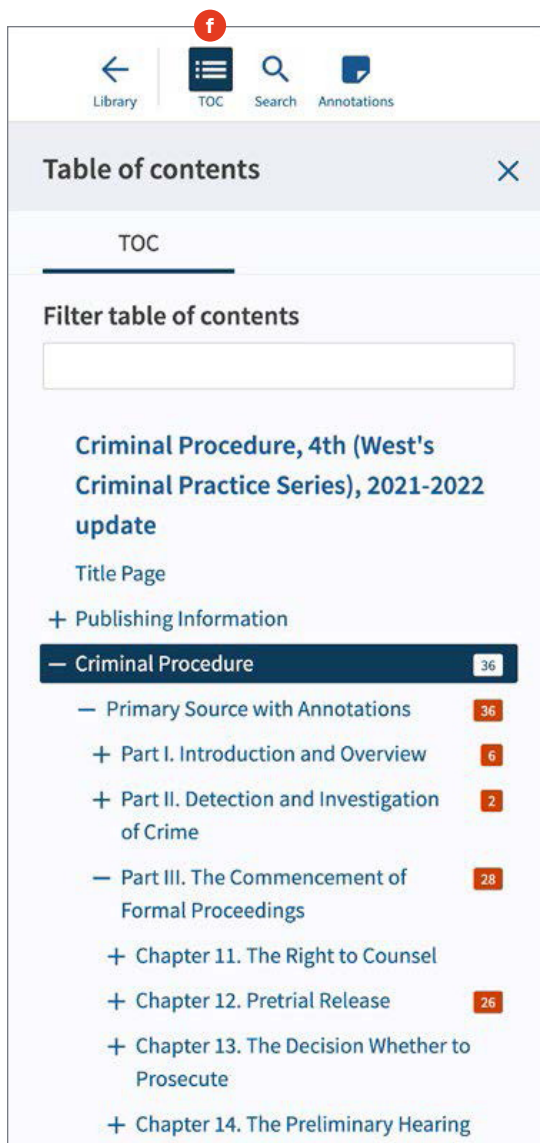 f
Library TOC Search Annotations
Table of contents
TOC
Filter table of contents
Criminal Procedure, 4th (West's
Criminal Practice Series), 2021-2022
update
Title Page
+ Publishing Information
− Criminal Procedure 36
− Primary Source with Annotations 36
+ Part I. Introduction and Overview 6
+ Part II. Detection and Investigation 2
of Crime
− Part III. The Commencement of 28
Formal Proceedings
+ Chapter 11. The Right to Counsel
+ Chapter 12. Pretrial Release 26
+ Chapter 13. The Decision Whether to
Prosecute
+ Chapter 14. The Preliminary Hearing